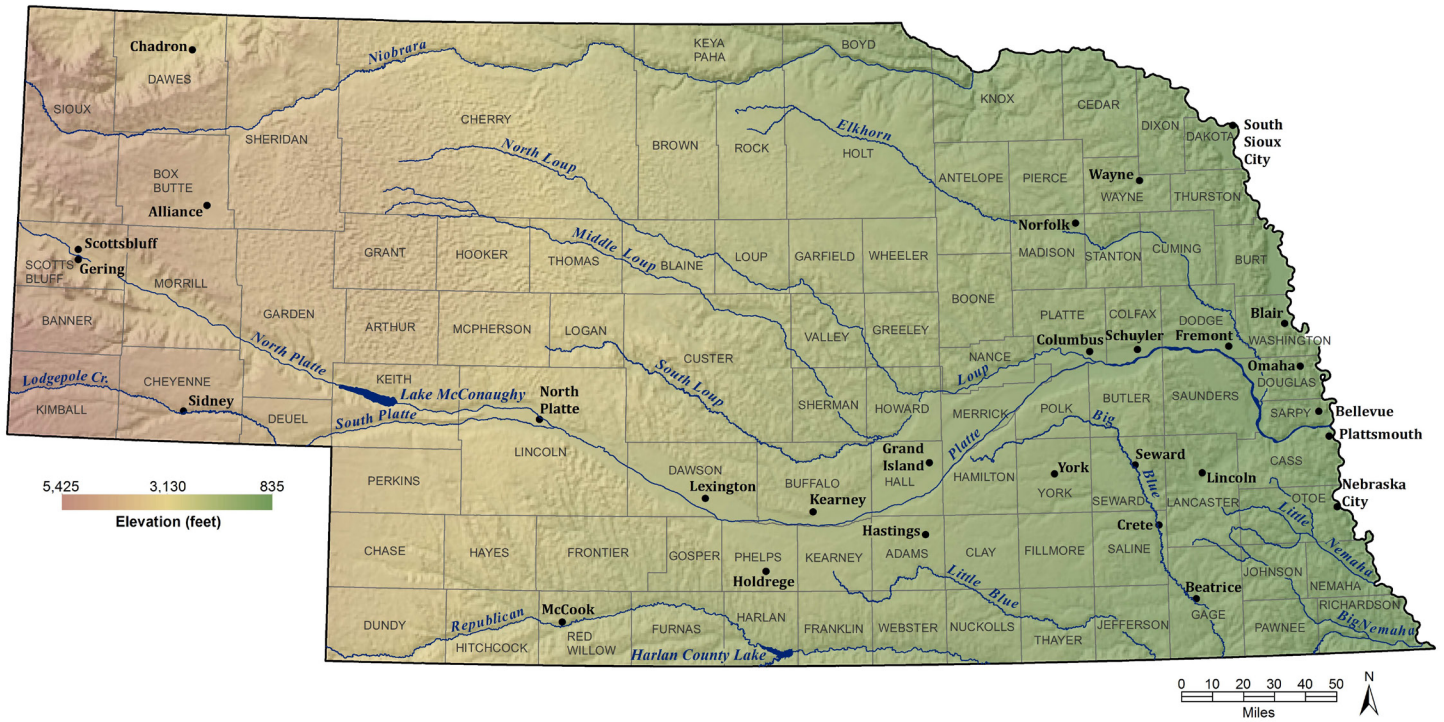 Chadron
DAWES
SIOUX
Niobrara
KEYA
PAHA
BOYD
KNOX
CEDAR
DIXON
DAKOTA
South
Sioux
City
SHERIDAN
CHERRY
BROWN
ROCK
Elkhorn
HOLT
North Loup
ANTELOPE
PIERCE
Wayne
WAYNE
THURSTON
BOX
BUTTE
Alliance
Norfolk
MADISON
STANTON
CUMING
BURT
Scottsbluff
Gering
SCOTTS
BLUFF
MORRILL
GRANT
HOOKER
THOMAS
Middle Loup
BLAINE
LOUP
GARFIELD
WHEELER
BOONE
BANNER
GARDEN
ARTHUR
MCPHERSON
LOGAN
CUSTER
VALLEY
GREELEY
PLATTE
COLFAX
DODGE
Blair
WASHINGTON
Columbus
Schuyler
Fremont
NANCE
Loup
Omaha
DOUGLAS
North Platte
Lodgepole Cr.
CHEYENNE
KIMBALL
Sidney
DEUEL
KEITH
Lake McConaughy
South Platte
North
Platte
South Loup
SHERMAN
HOWARD
MERRICK
POLK
BUTLER
SAUNDERS
SARPY
Bellevue
Plattsmouth
CASS
LINCOLN
PERKINS
DAWSON
Lexington
BUFFALO
Kearney
Grand
Island
HALL
Platte
HAMILTON
York
YORK
Big
Blue
Seward
SEWARD
Lincoln
LANCASTER
Nebraska
City
OTOE
5,425
3,130
835
Elevation (feet)
CHASE
HAYES
FRONTIER
GOSPER
PHELPS
Holdrege
KEARNEY
Hastings
ADAMS
CLAY
FILLMORE
Crete
SALINE
Little
Nemaha
JOHNSON
NEMAHA
DUNDY
Republican
HITCHCOCK
McCook
RED
WILLOW
FURNAS
HARLAN
Harlan County Lake
FRANKLIN
WEBSTER
Little Blue
NUCKOLLS
THAYER
JEFFERSON
Beatrice
GAGE
PAWNEE
RICHARDSON
BigNemaha
0 10 20 30 40 50
Miles
N